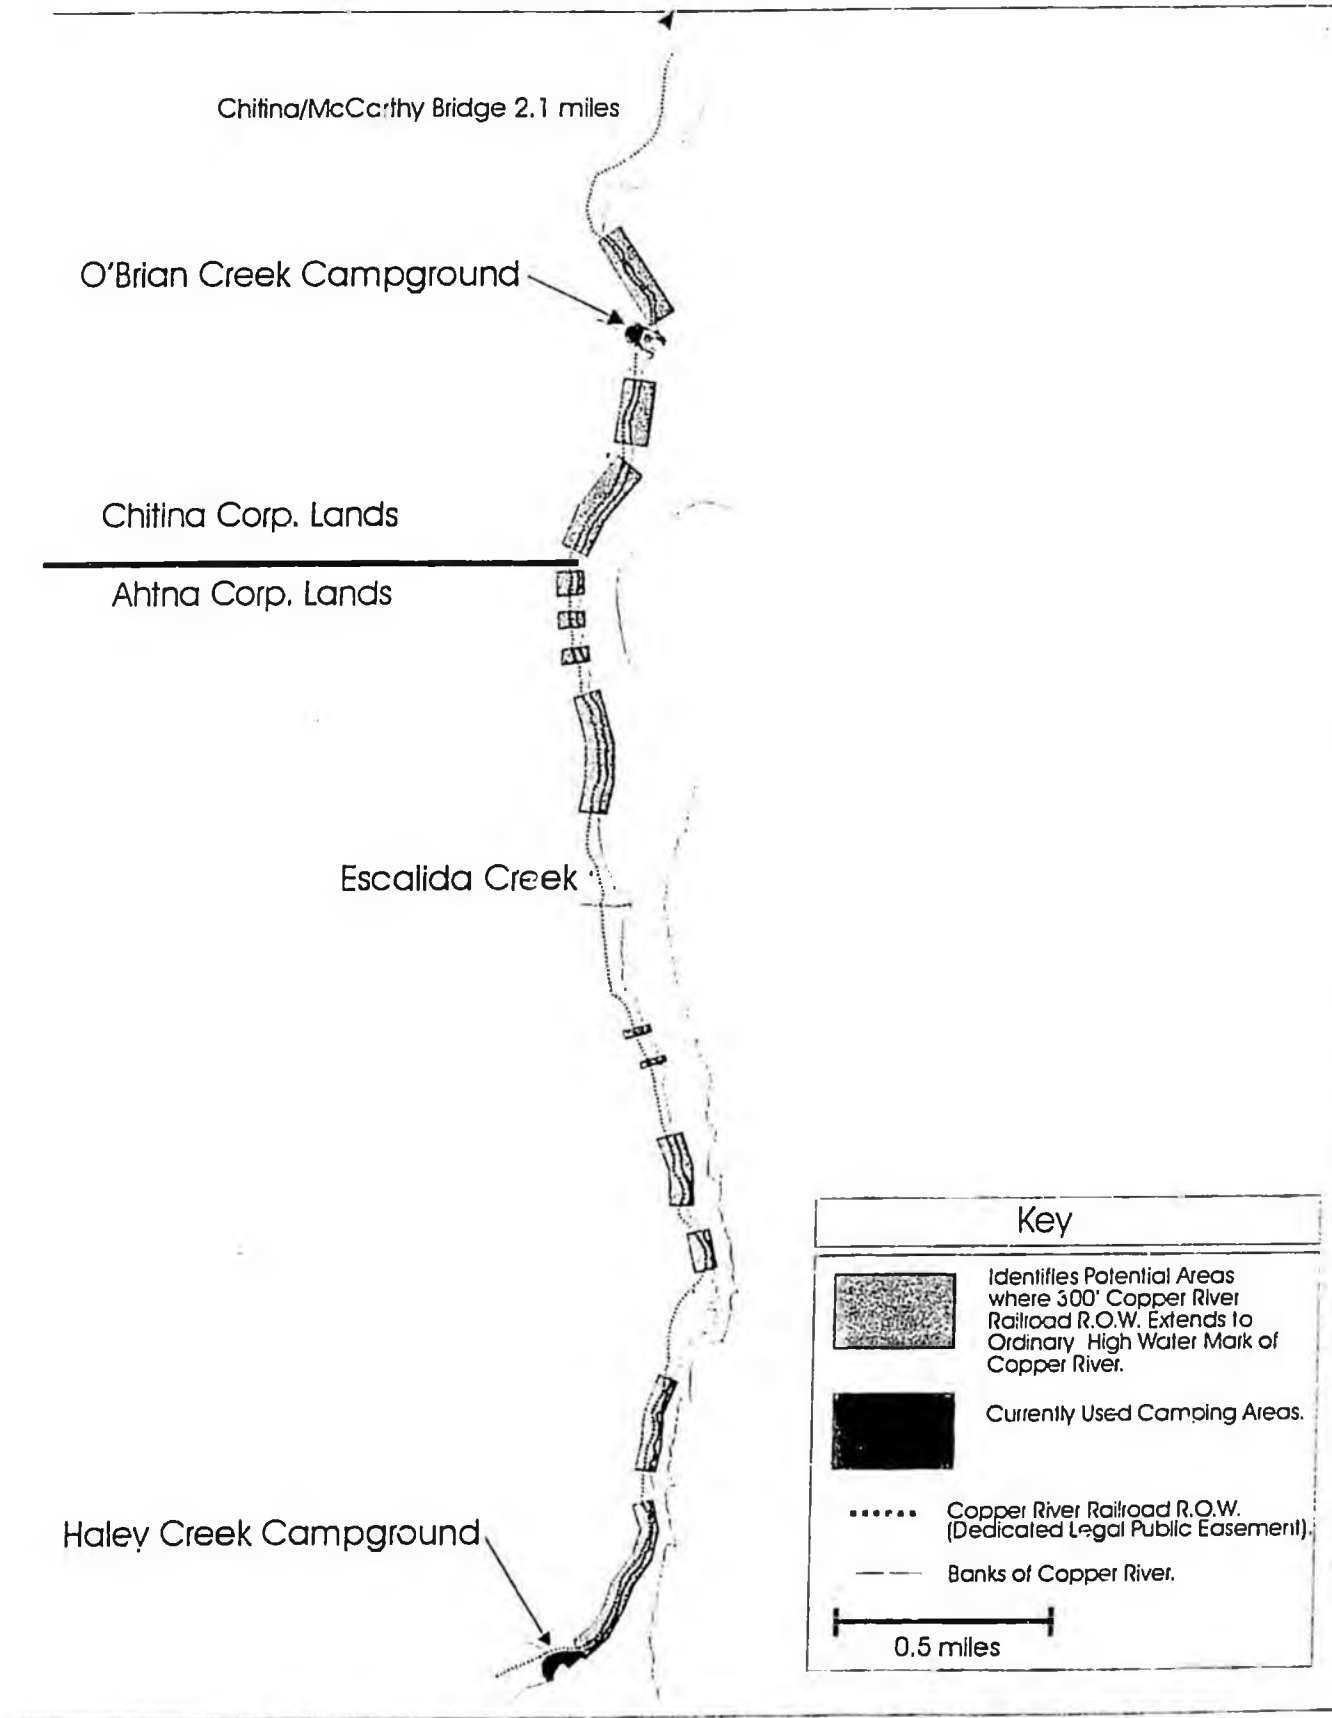 Chitina/McCarthy Bridge 2.1 miles
O'Brian Creek Campground
Chitina Corp. Lands
Ahtna Corp. Lands
Escalida Creek
Haley Creek Campground
Key
Identifies Potential Areas
where 300' Copper River
Railroad R.O.W. Extends to
Ordinary High Water Mark of
Copper River.
Currently Used Camping Areas.
Copper River Railroad R.O.W.
(Dedicated Legal Public Easement).
Banks of Copper River.
0.5 miles